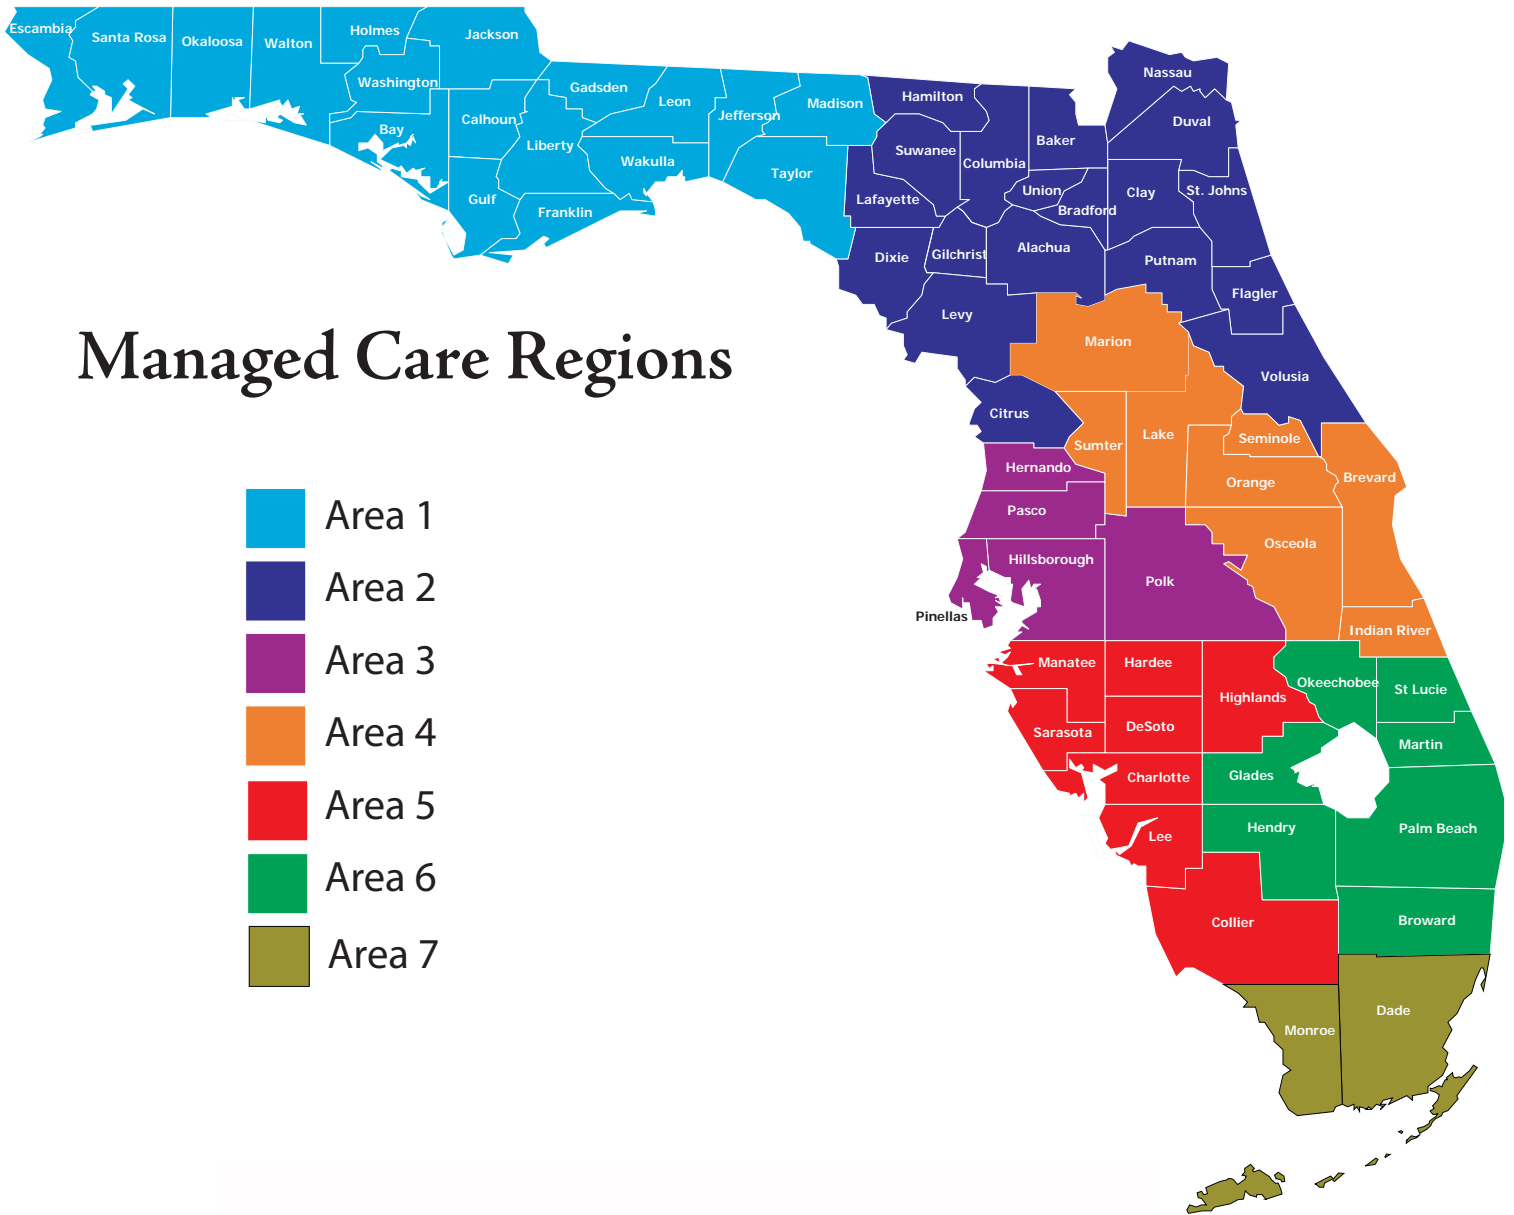 Escambia
Santa Rosa
Okaloosa
Walton
Holmes
Jackson
Washington
Bay
Calhoun
Gulf
Liberty
Gadsden
Franklin
Leon
Wakulla
Jefferson
Madison
Taylor
Hamilton
Suwanee
Lafayette
Columbia
Baker
Nassau
Duval
Union
Bradford
Clay
St. Johns
Dixie
Gilchrist
Alachua
Putnam
Flagler
Levy
Marion
Volusia
Citrus
Sumter
Lake
Seminole
Orange
Brevard
Hernando
Pasco
Hillsborough
Pinellas
Polk
Osceola
Indian River
Manatee
Hardee
Highlands
Okeechobee
St Lucie
Sarasota
DeSoto
Martin
Charlotte
Glades
Lee
Hendry
Palm Beach
Collier
Broward
Monroe
Dade
Managed Care Regions
Area 1
Area 2
Area 3
Area 4
Area 5
Area 6
Area 7